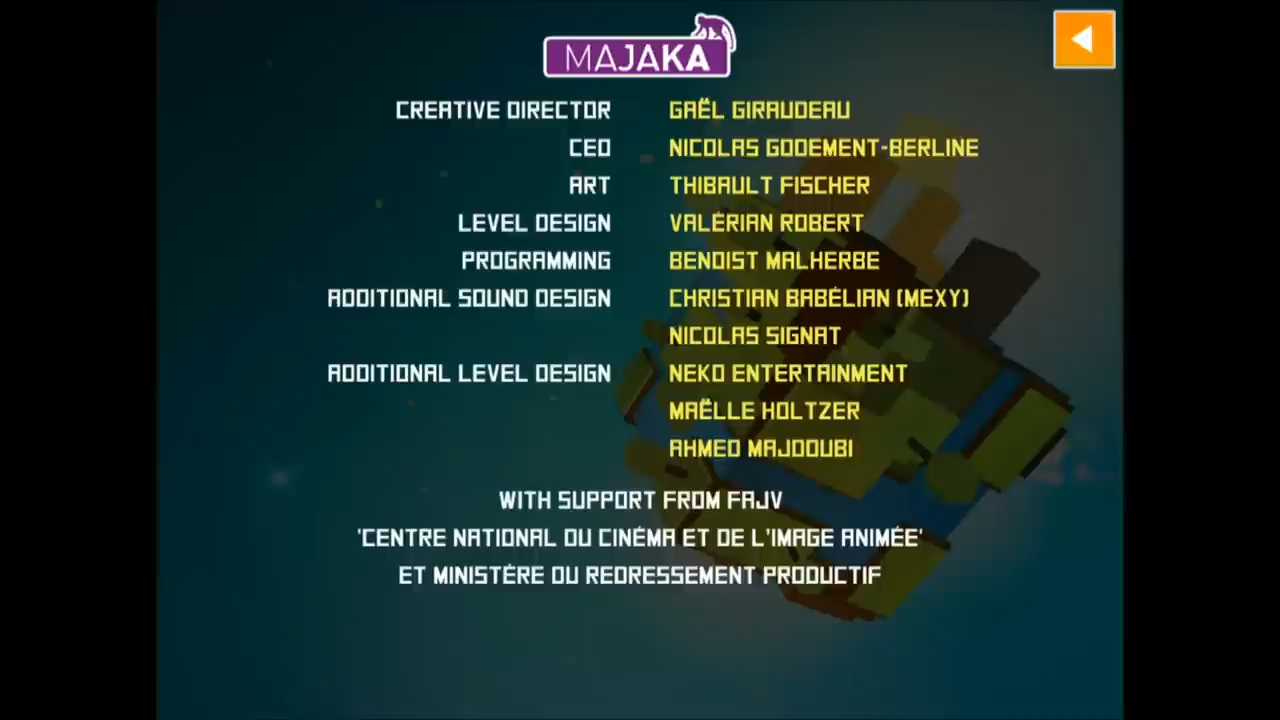 MAJAKA
CREATIVE DIRECTOR GAËL GIRAUDEAU
CEO NICOLAS GODEMENT-BERLINE
ART THIBAULT FISCHER
LEVEL DESIGN VALÉRIAN ROBERT
PROGRAMMING BENOIST MALHERBE
ADDITIONAL SOUND DESIGN CHRISTIAN BABÉLIAN (MEXY)
NICOLAS SIGNAT
ADDITIONAL LEVEL DESIGN NEKO ENTERTAINMENT
MAËLLE HOLTZER
AHMED MAJDOUBI
WITH SUPPORT FROM FAJV
'CENTRE NATIONAL DU CINÉMA ET DE L'IMAGE ANIMÉE'
ET MINISTÈRE DU REDRESSEMENT PRODUCTIF